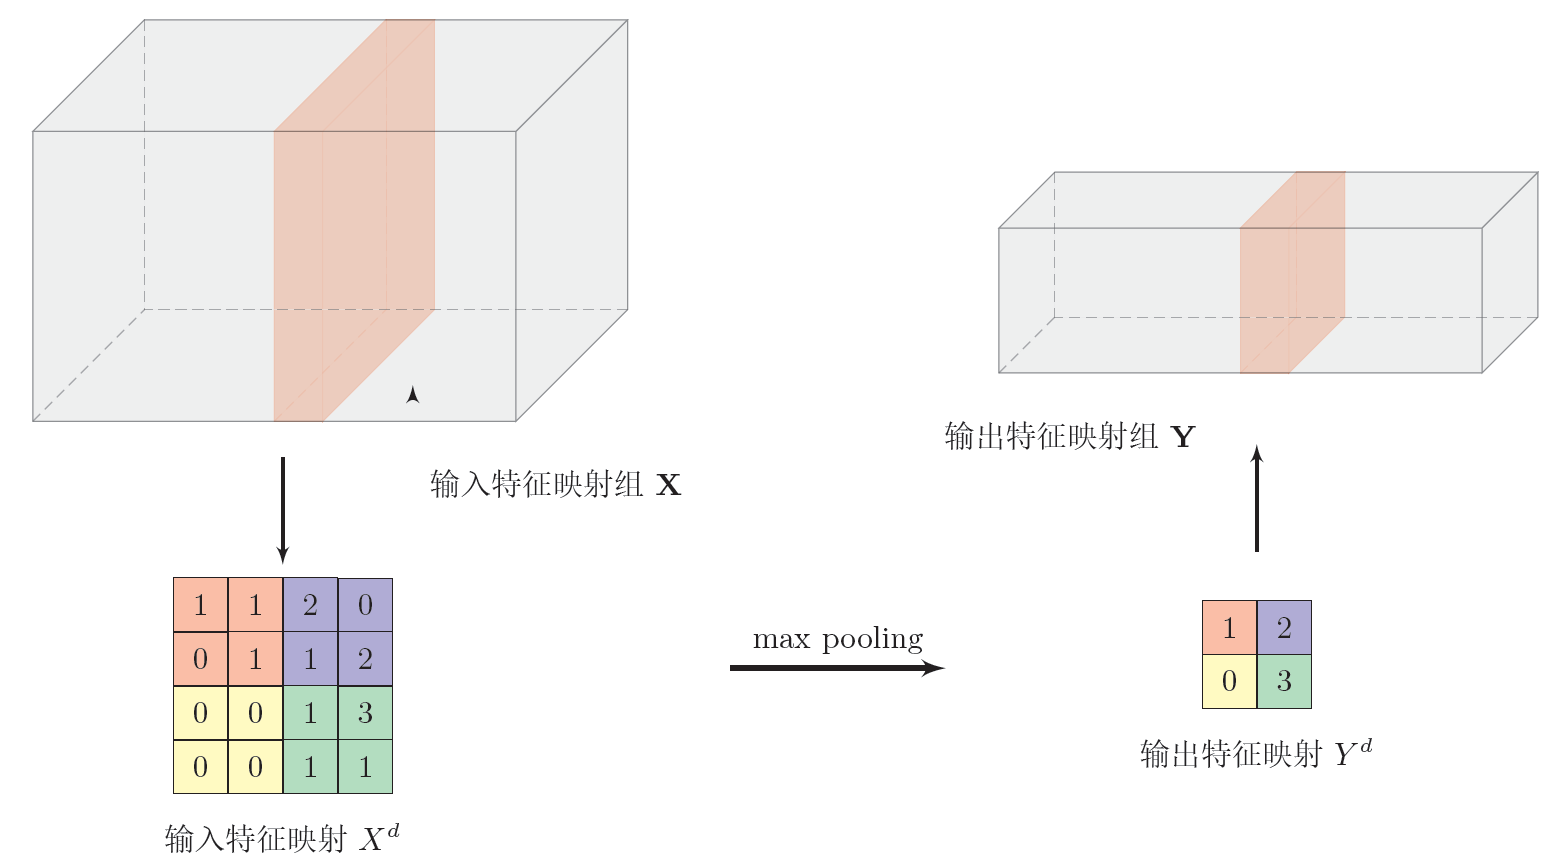 输出特征映射组 Y
输入特征映射组 X
1 1 2 0
0 1 1 2
0 0 1 3
0 0 1 1
max pooling
1 2
0 3
输出特征映射 Y^d
输入特征映射 X^d